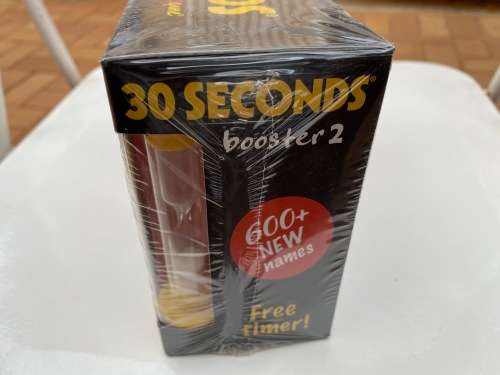 30 SECONDS®
booster 2
600+
NEW
names
Free
timer!